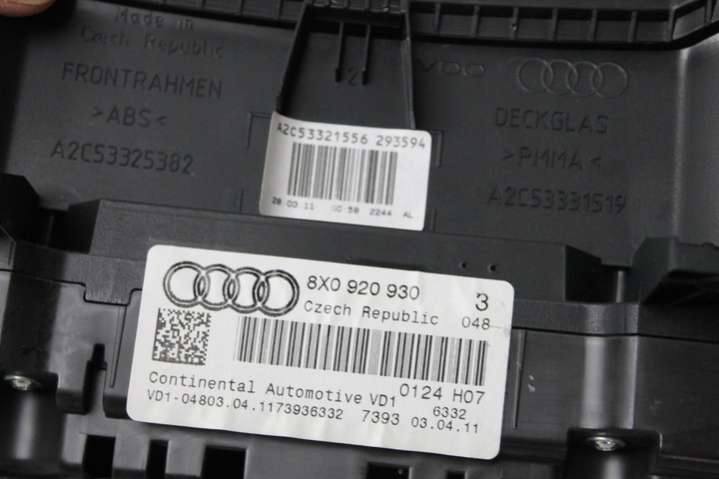 Made in
Czech Republic
FRONTRAHMEN
>ABS<
A2C53325382
2
VDO
DECKGLAS
>PMMA<
A2C53331519
A2C53321556 293594
28.03.11 10:58 2244 AL
8X0 920 930 3
Czech Republic 048
Continental Automotive VD1 0124 H07
6332
VD1-04803.04.1173936332 7393 03.04.11